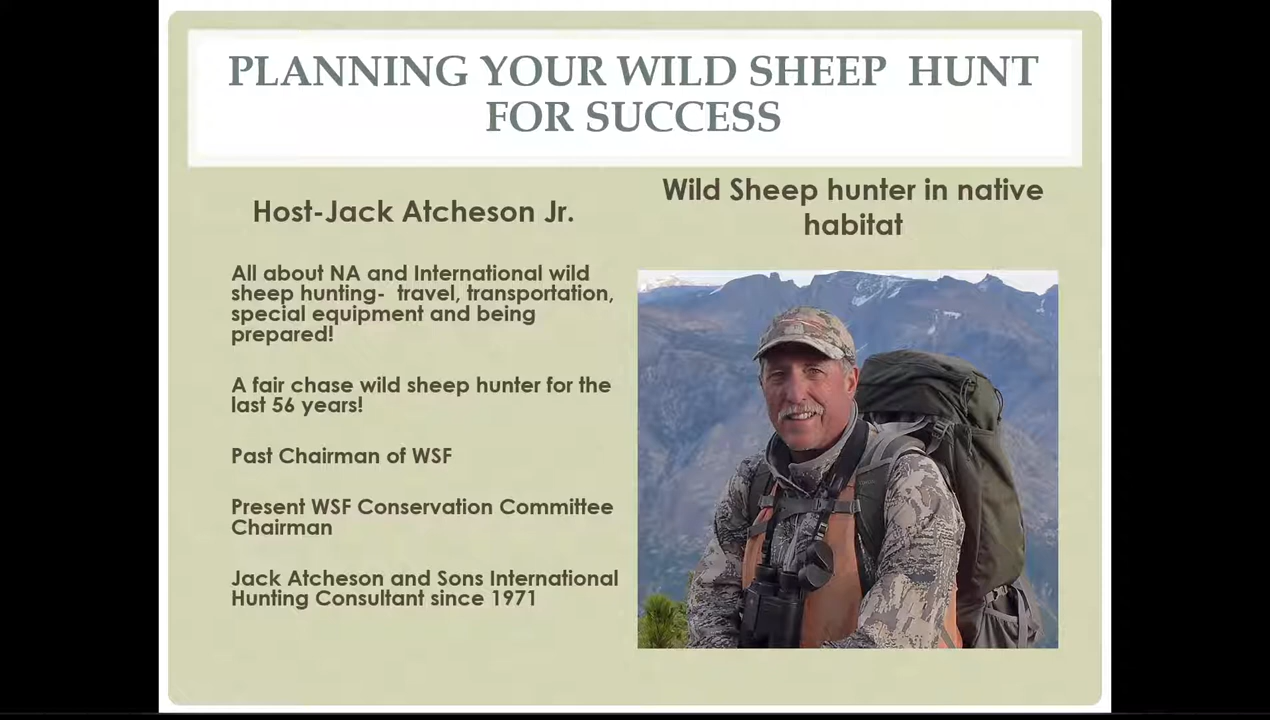 PLANNING YOUR WILD SHEEP HUNT
FOR SUCCESS
Host-Jack Atcheson Jr.
All about NA and International wild
sheep hunting- travel, transportation,
special equipment and being
prepared!
A fair chase wild sheep hunter for the
last 56 years!
Past Chairman of WSF
Present WSF Conservation Committee
Chairman
Jack Atcheson and Sons International
Hunting Consultant since 1971
Wild Sheep hunter in native
habitat